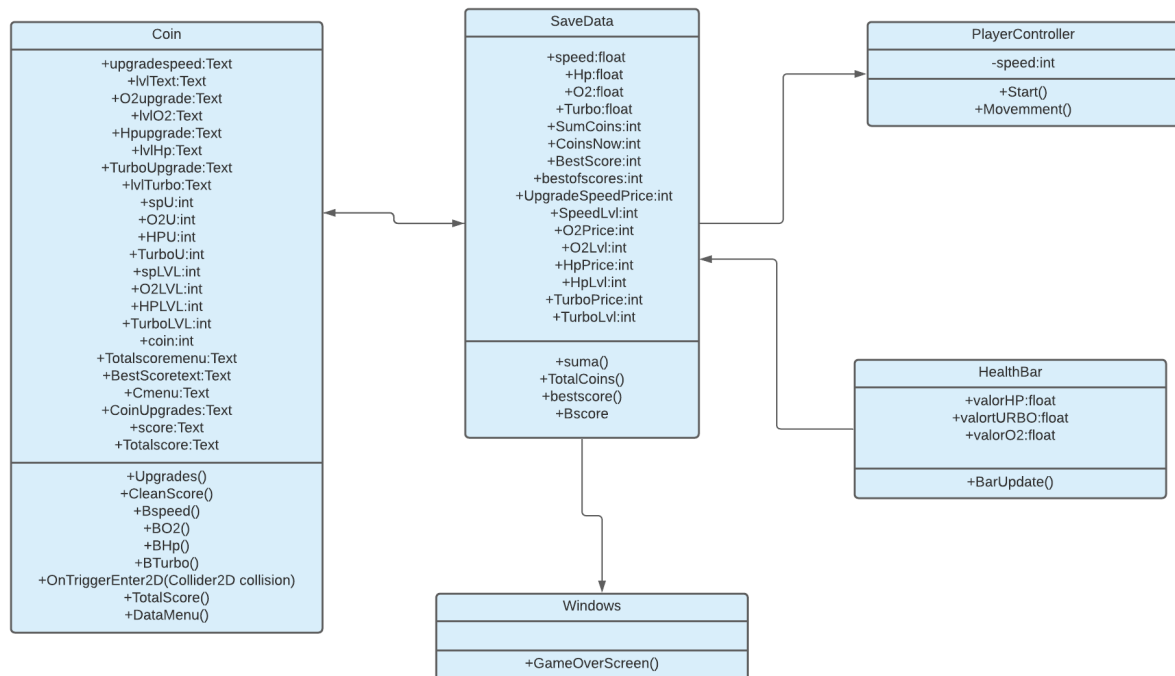 Coin
+upgradespeed:Text
+lvlText:Text
+O2upgrade:Text
+lvlO2:Text
+Hpupgrade:Text
+lvlHp:Text
+TurboUpgrade:Text
+lvlTurbo:Text
+spU:int
+O2U:int
+HPU:int
+TurboU:int
+spLVL:int
+O2LVL:int
+HPLVL:int
+TurboLVL:int
+coin:int
+Totalscoremenu:Text
+BestScoretext:Text
+Cmenu:Text
+CoinUpgrades:Text
+score:Text
+Totalscore:Text
+Upgrades()
+CleanScore()
+Bspeed()
+BO2()
+BHp()
+BTurbo()
+OnTriggerEnter2D(Collider2D collision)
+TotalScore()
+DataMenu()
SaveData
+speed:float
+Hp:float
+O2:float
+Turbo:float
+SumCoins:int
+CoinsNow:int
+BestScore:int
+bestofscores:int
+UpgradeSpeedPrice:int
+SpeedLvl:int
+O2Price:int
+O2Lvl:int
+HpPrice:int
+HpLvl:int
+TurboPrice:int
+TurboLvl:int
+suma()
+TotalCoins()
+bestscore()
+Bscore
PlayerController
-speed:int
+Start()
+Movemment()
HealthBar
+valorHP:float
+valortURBO:float
+valorO2:float
+BarUpdate()
Windows
+GameOverScreen()